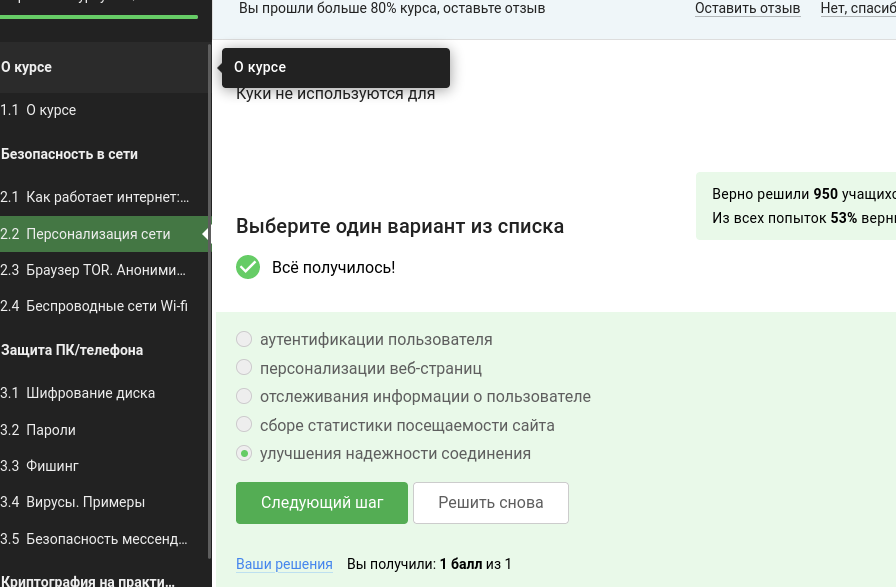 Вы прошли больше 80% курса, оставьте отзыв
Оставить отзыв
О курсе
1.1 О курсе
Безопасность в сети
2.1 Как работает интернет:...
2.2 Персонализация сети
2.3 Браузер TOR. Аноними...
2.4 Беспроводные сети Wi-fi
Защита ПК/телефона
3.1 Шифрование диска
3.2 Пароли
3.3 Фишинг
3.4 Вирусы. Примеры
3.5 Безопасность мессенд...
Криптография на практи...
О курсе
Куки не используются для
Верно решили 950
Из всех попыток 53%
Выберите один вариант из списка
Всё получилось!
аутентификации пользователя
персонализации веб-страниц
отслеживания информации о пользователе
сборе статистики посещаемости сайта
улучшения надежности соединения
Следующий шаг
Решить снова
Ваши решения Вы получили: 1 балл из 1